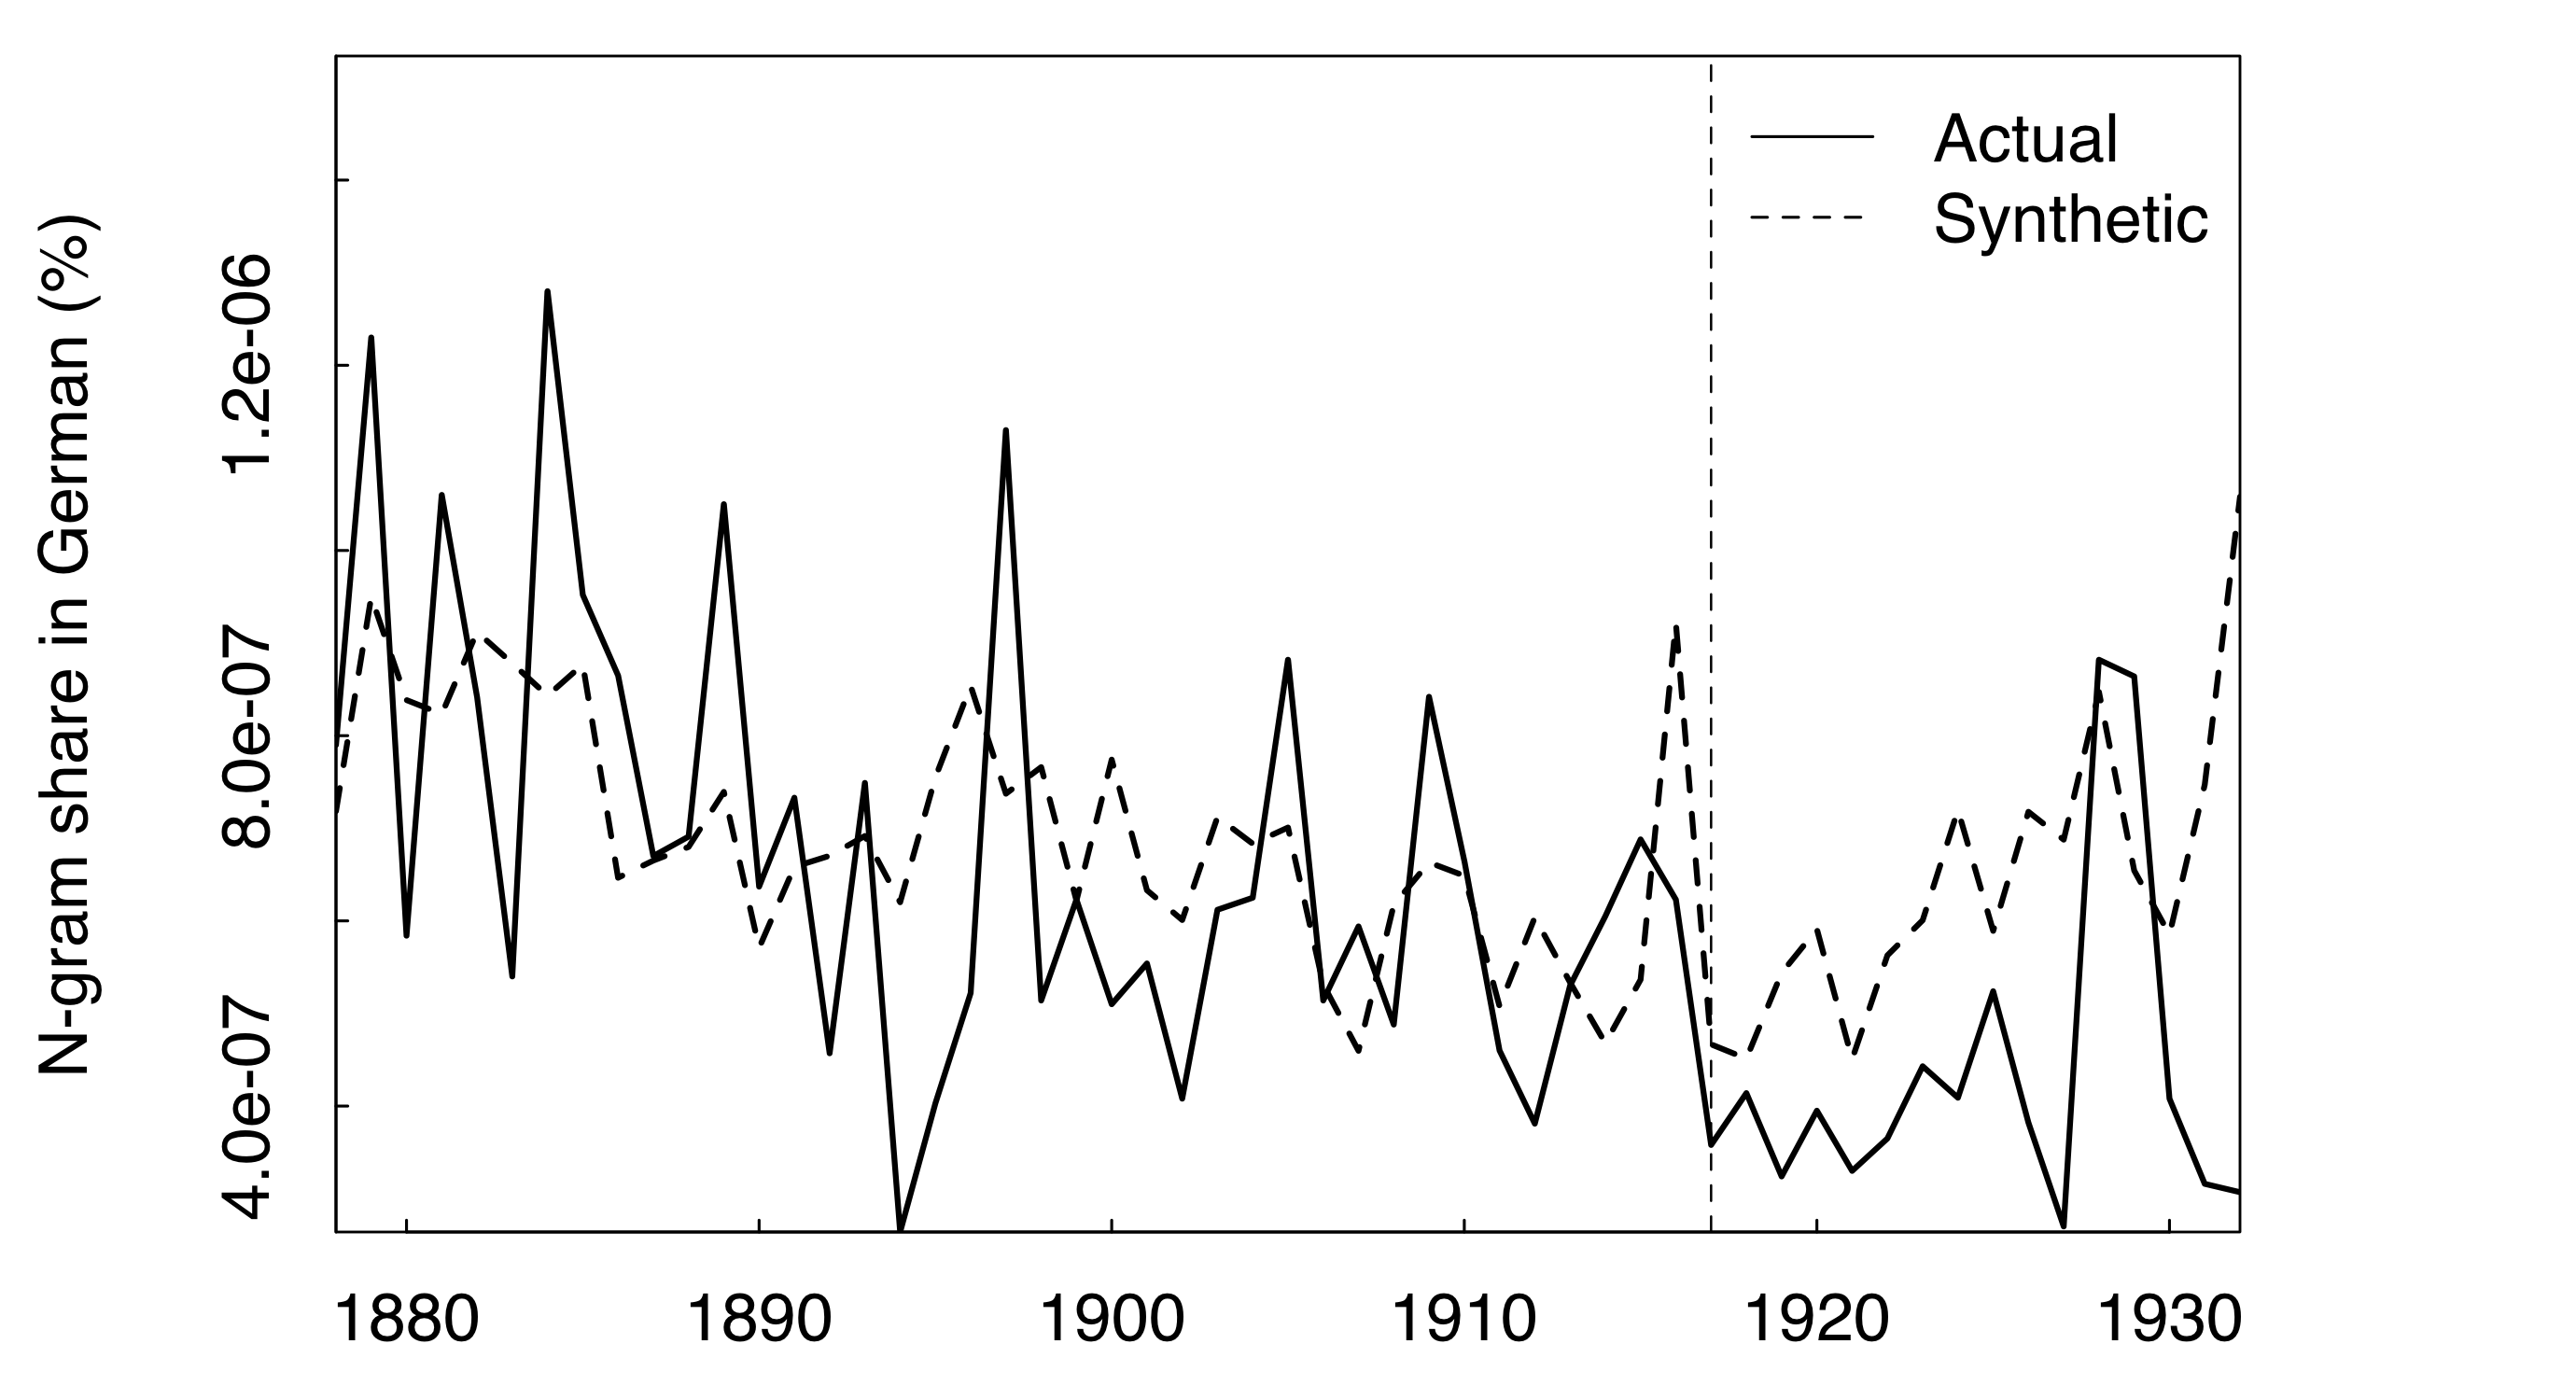 N-gram share in German (%)
1.2e-06
8.0e-07
4.0e-07
Actual
Synthetic
1880 1890 1900 1910 1920 1930